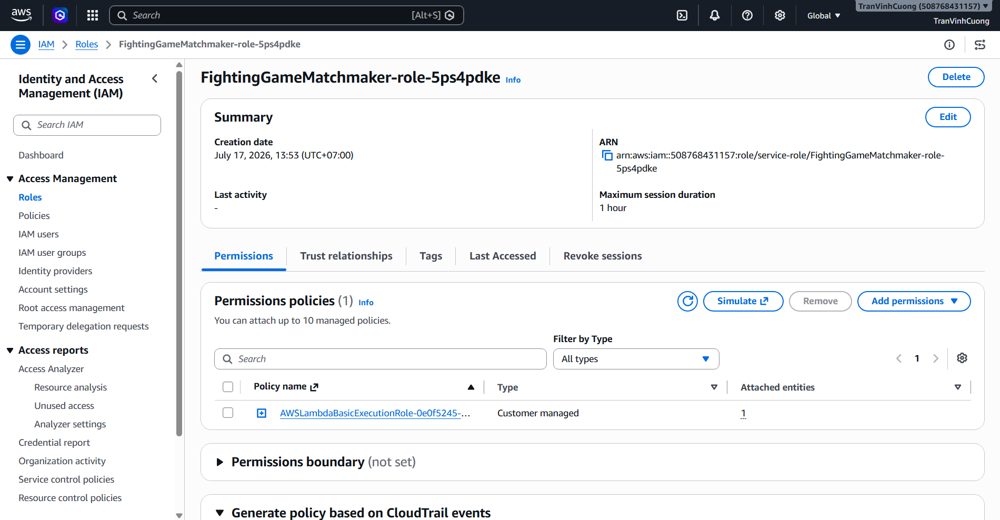 aws
Search
[Alt+S]
Global
TranVinhCuong (508768431157)
TranVinhCuong
IAM
Roles
FightingGameMatchmaker-role-5ps4pdke
Identity and Access
Management (IAM)
Search IAM
Dashboard
Access Management
Roles
Policies
IAM users
IAM user groups
Identity providers
Account settings
Root access management
Temporary delegation requests
Access reports
Access Analyzer
Resource analysis
Unused access
Analyzer settings
Credential report
Organization activity
Service control policies
Resource control policies
FightingGameMatchmaker-role-5ps4pdke Info
Delete
Summary
Edit
Creation date
July 17, 2026, 13:53 (UTC+07:00)
ARN
arn:aws:iam::508768431157:role/service-role/FightingGameMatchmaker-role-
5ps4pdke
Last activity
-
Maximum session duration
1 hour
Permissions
Trust relationships
Tags
Last Accessed
Revoke sessions
Permissions policies (1) Info
You can attach up to 10 managed policies.
Simulate
Remove
Add permissions
Filter by Type
Search
All types
1
Policy name
Type
Attached entities
AWSLambdaBasicExecutionRole-0e0f5245-...
Customer managed
1
Permissions boundary (not set)
Generate policy based on CloudTrail events